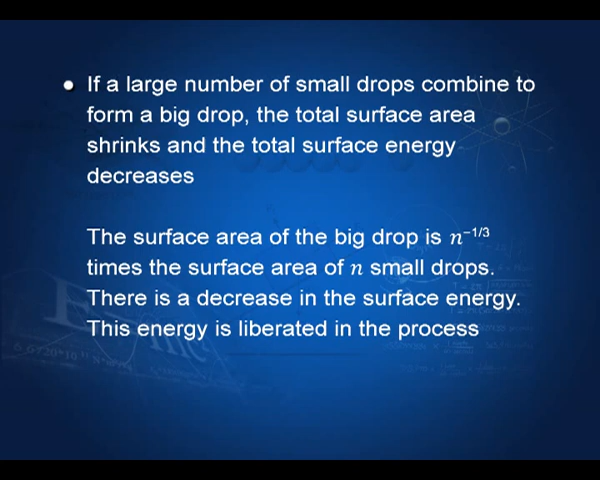 • If a large number of small drops combine to
form a big drop, the total surface area
shrinks and the total surface energy
decreases
The surface area of the big drop is n⁻¹/³
times the surface area of n small drops.
There is a decrease in the surface energy.
This energy is liberated in the process